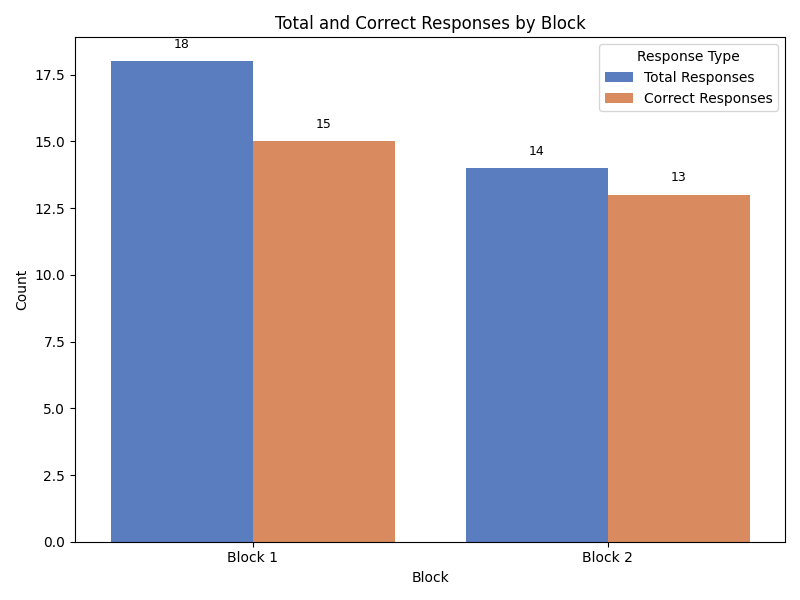 Total and Correct Responses by Block
Response Type
Total Responses
Correct Responses
Count
17.5
15.0
12.5
10.0
7.5
5.0
2.5
0.0
18
15
14
13
Block 1
Block 2
Block